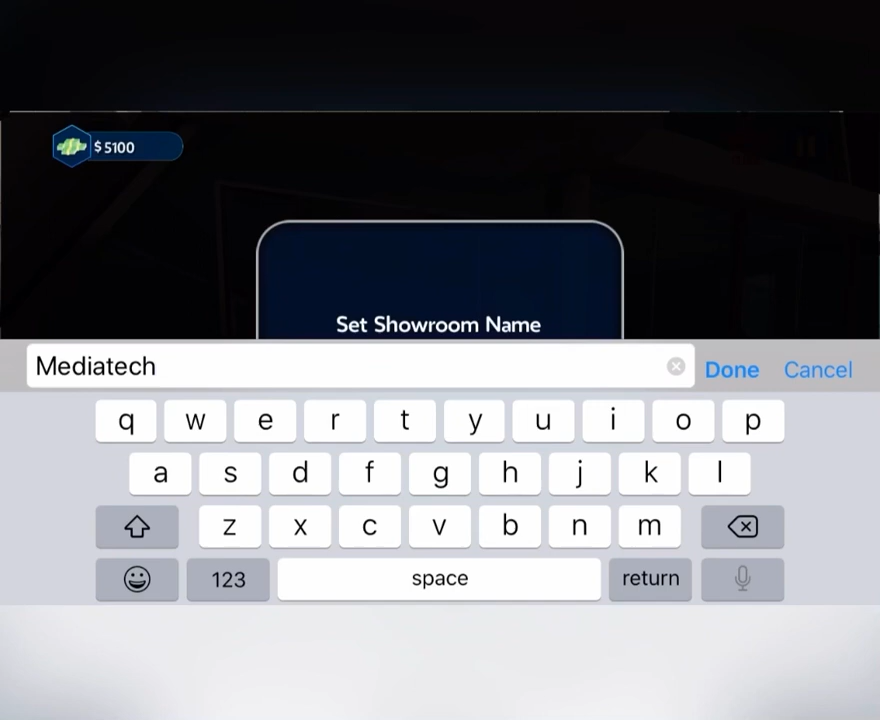 $ 5100
Set Showroom Name
Mediatech
Done Cancel
q w e r t y u i o p
a s d f g h j k l
z x c v b n m
123 space return